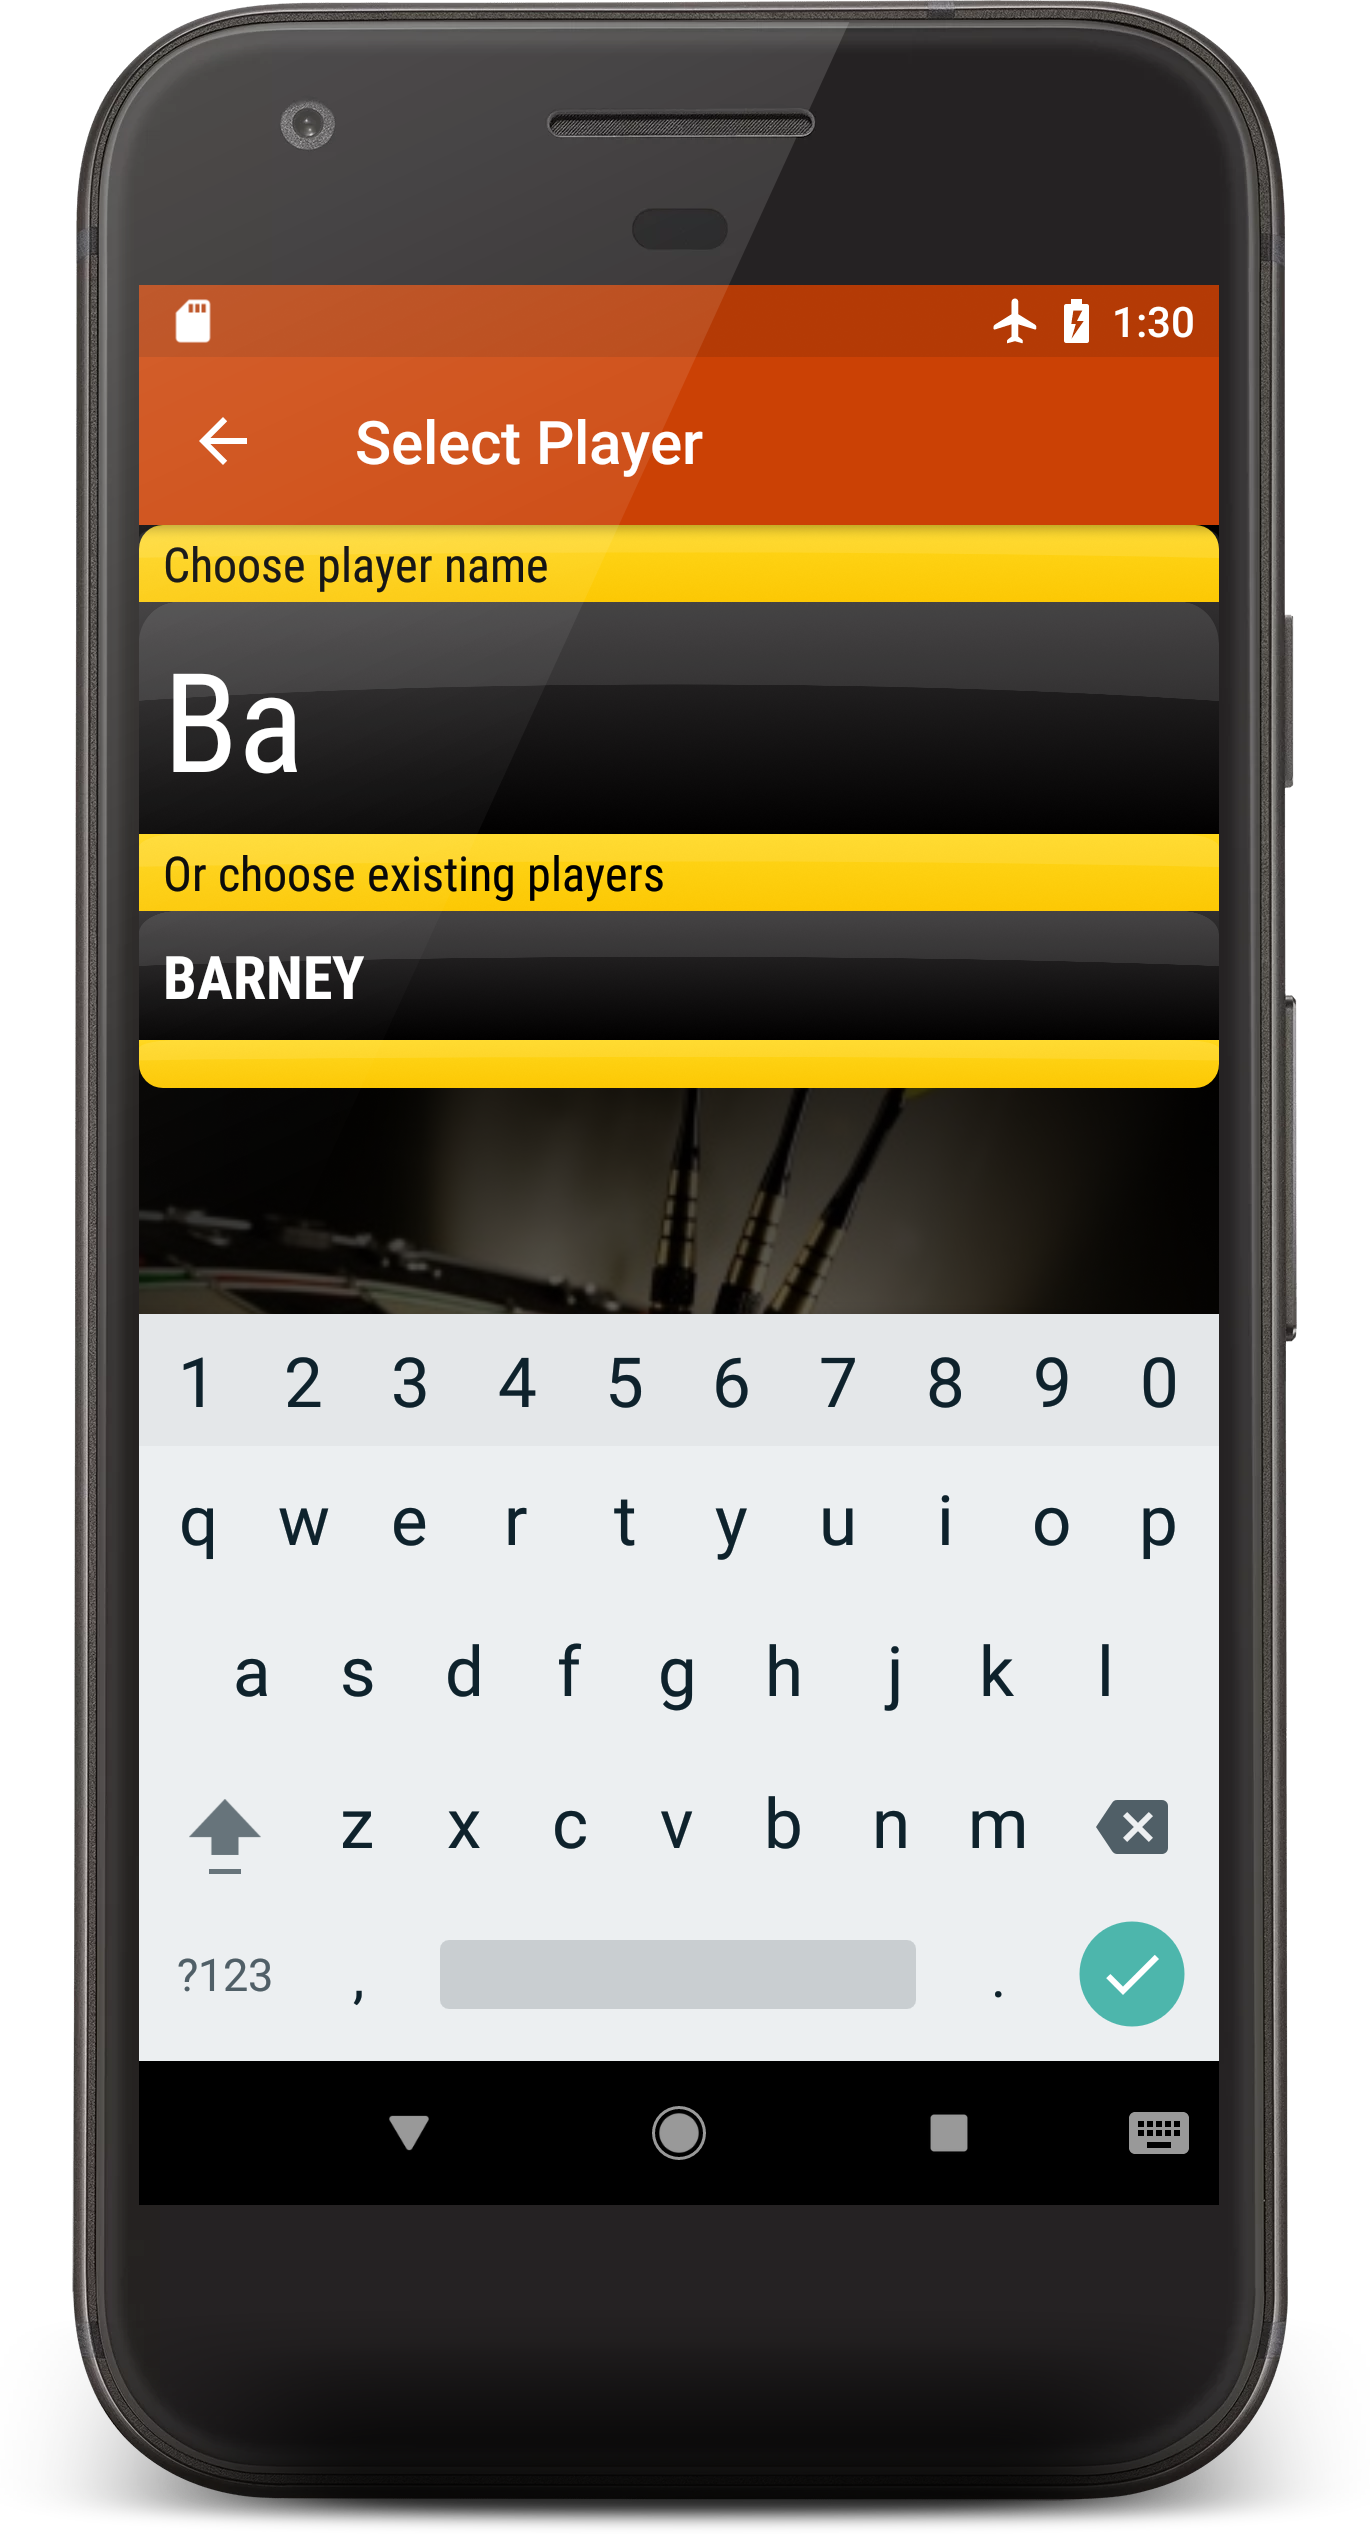 1:30
Select Player
Choose player name
Ba
Or choose existing players
BARNEY
1 2 3 4 5 6 7 8 9 0
q w e r t y u i o p
a s d f g h j k l
z x c v b n m
?123 , .